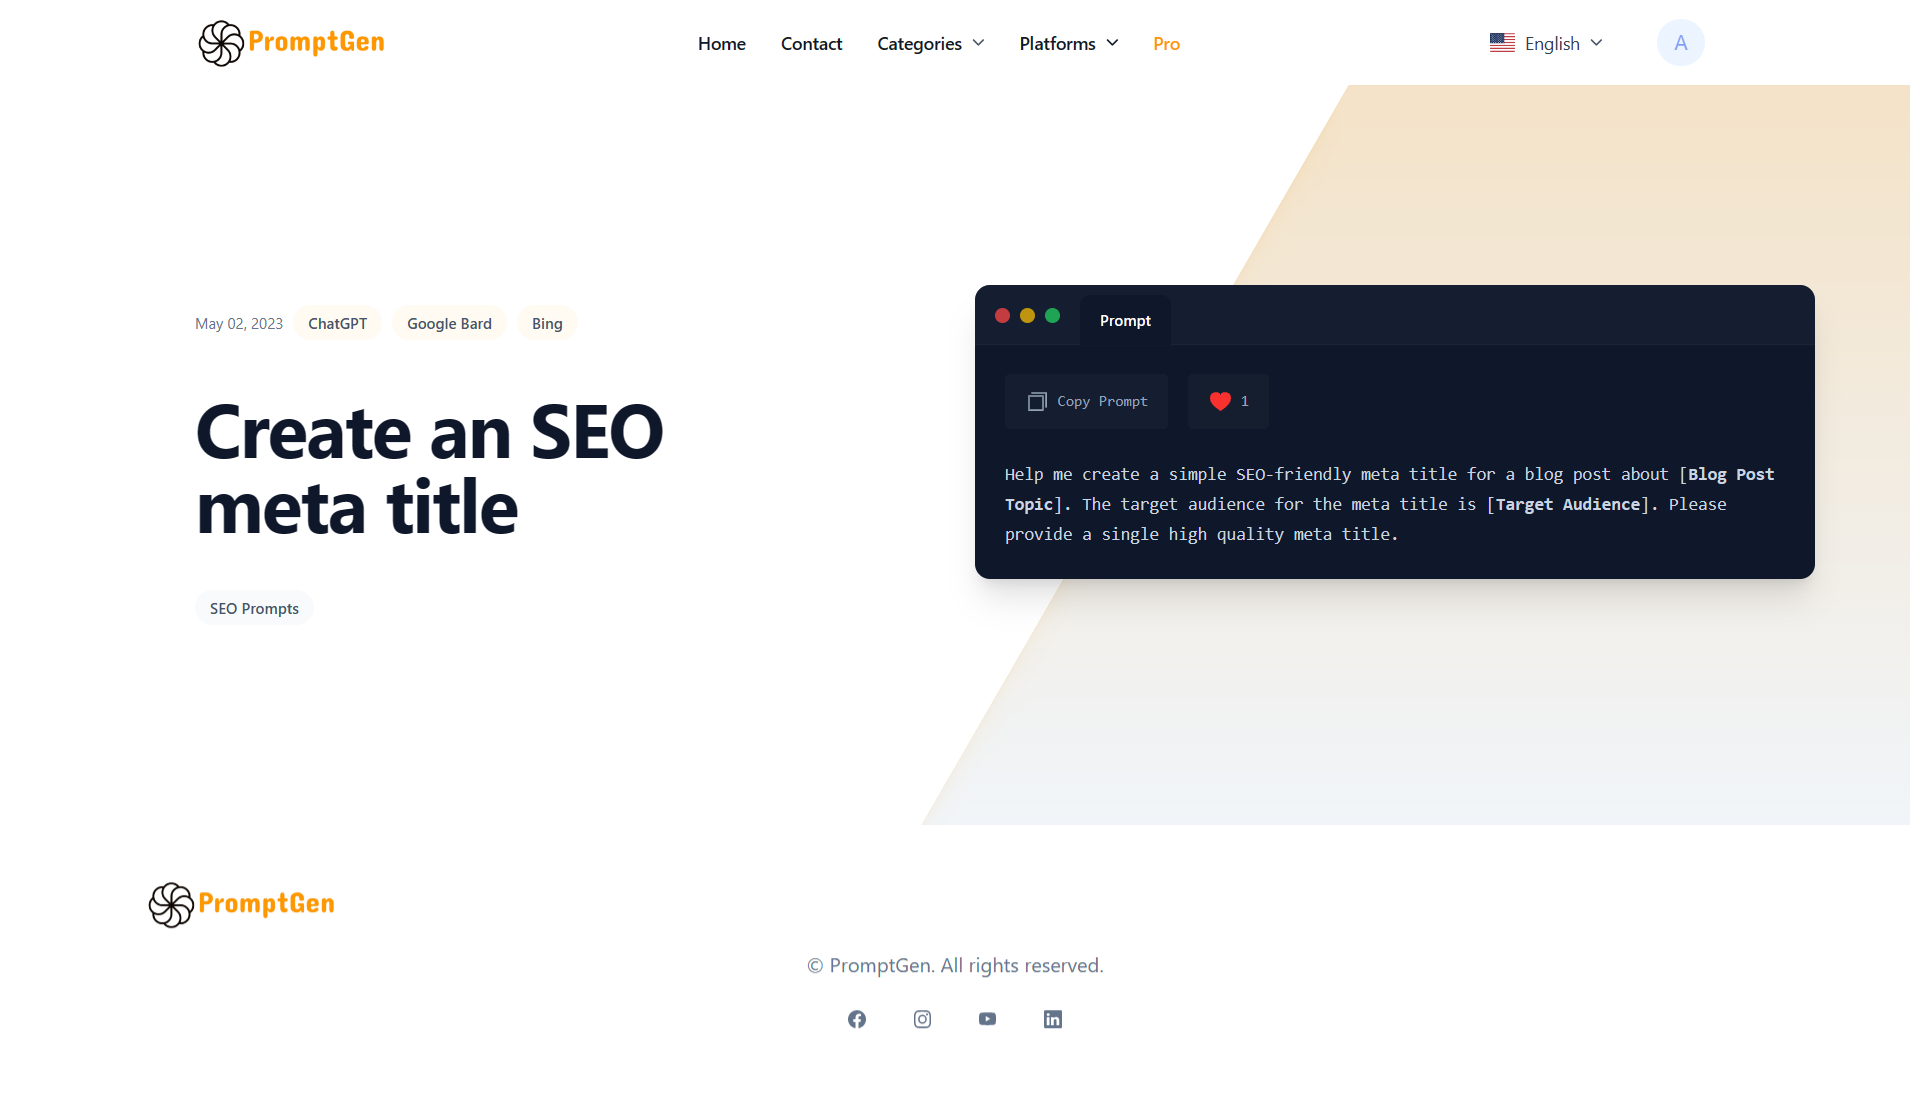 PromptGen
Home Contact Categories Platforms Pro
English
A
May 02, 2023 ChatGPT Google Bard Bing
Create an SEO
meta title
SEO Prompts
Prompt
Copy Prompt 1
Help me create a simple SEO-friendly meta title for a blog post about [Blog Post
Topic]. The target audience for the meta title is [Target Audience]. Please
provide a single high quality meta title.
PromptGen
© PromptGen. All rights reserved.